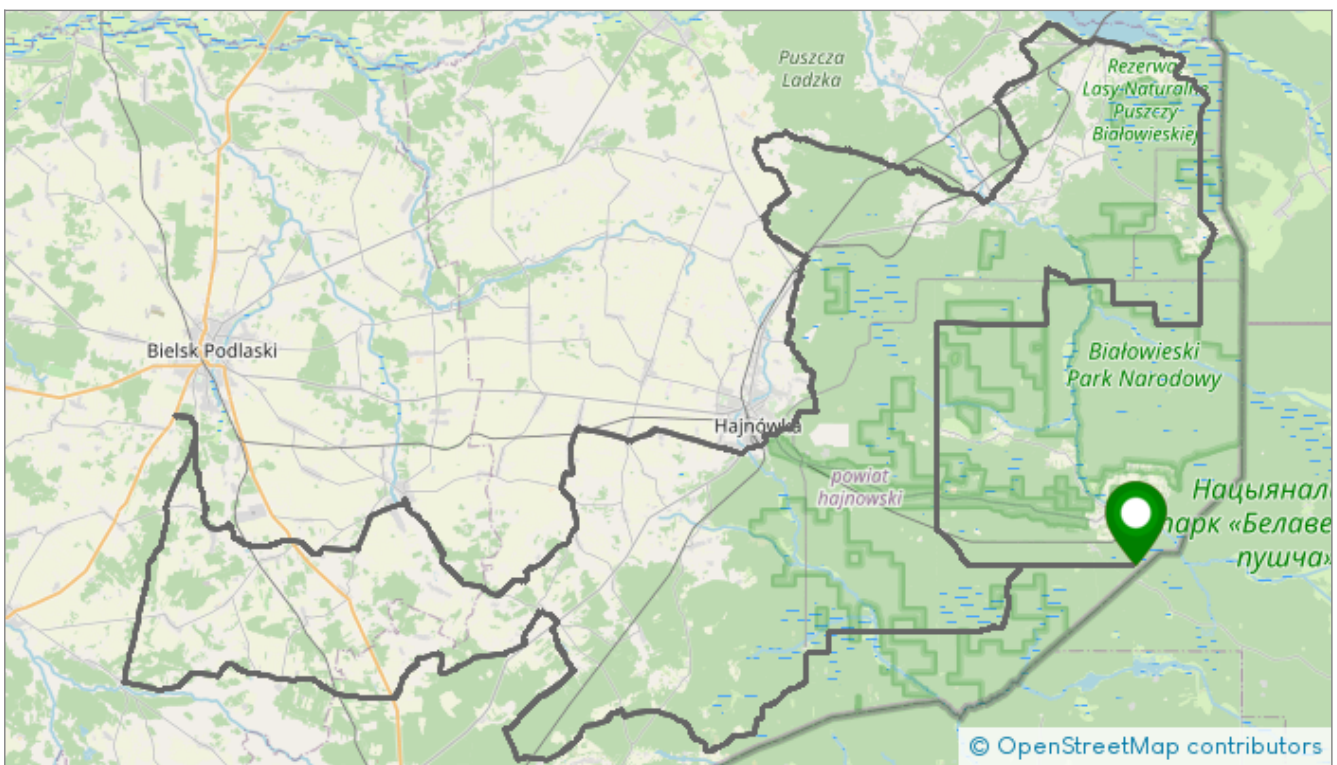 Puszcza
Ladzka
Rezerwa
Lasy Naturalne
Puszczy
Białowieskiej
Bielsk Podlaski
Białowieski
Park Narodowy
Hajnówka
powiat
hajnowski
Нацыянал
парк «Белаве
пушча»
© OpenStreetMap contributors